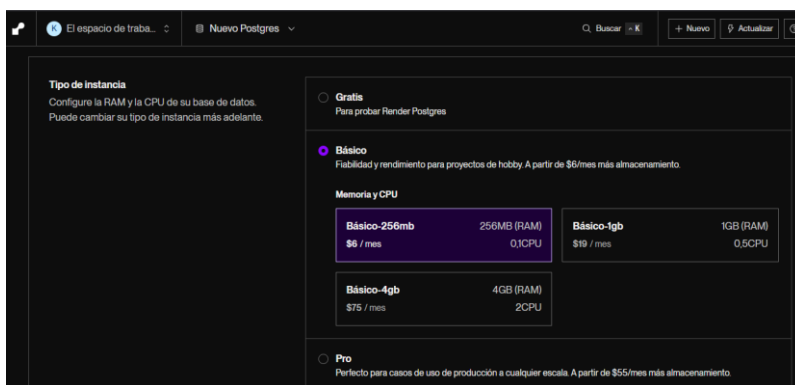 K El espacio de traba...
Nuevo Postgres
Buscar
K
+ Nuevo
Actualizar
Tipo de instancia
Configure la RAM y la CPU de su base de datos.
Puede cambiar su tipo de instancia más adelante.
Gratis
Para probar Render Postgres
Básico
Fiabilidad y rendimiento para proyectos de hobby. A partir de $6/mes más almacenamiento.
Memoria y CPU
Básico-256mb 256MB (RAM)
$6 / mes 0,1CPU
Básico-1gb 1GB (RAM)
$19 / mes 0,5CPU
Básico-4gb 4GB (RAM)
$75 / mes 2CPU
Pro
Perfecto para casos de uso de producción a cualquier escala. A partir de $55/mes más almacenamiento.